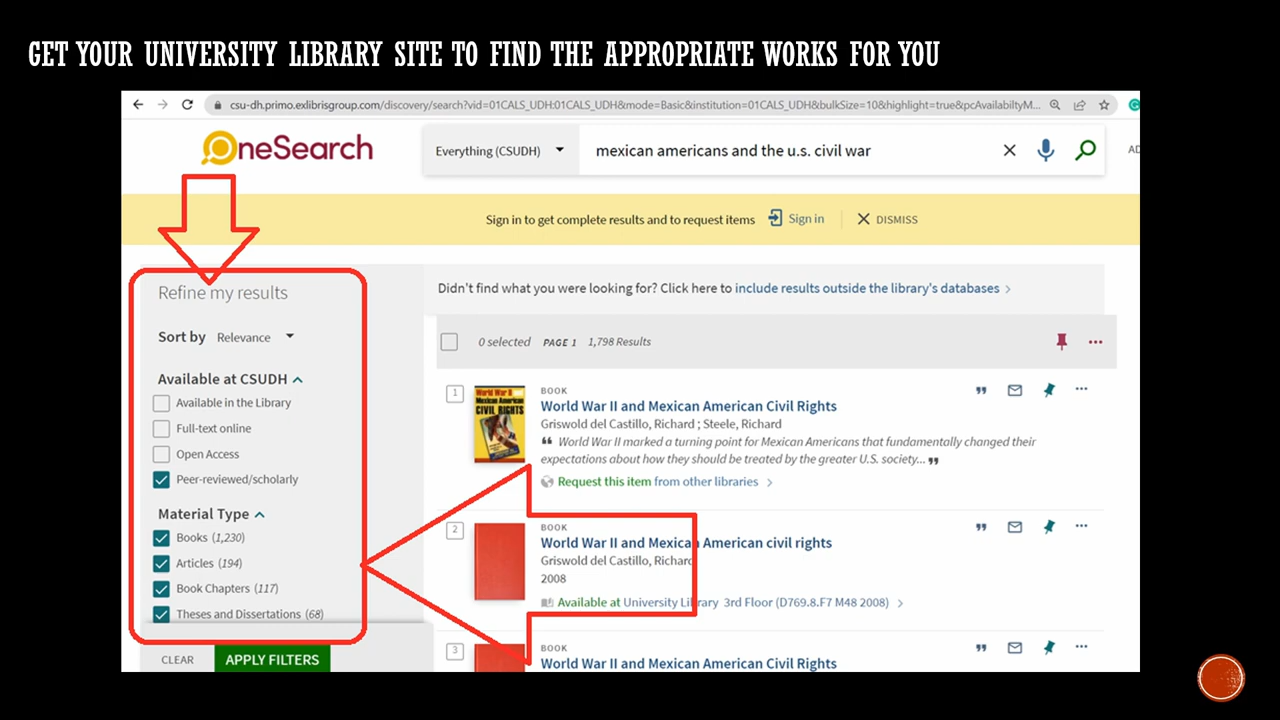 GET YOUR UNIVERSITY LIBRARY SITE TO FIND THE APPROPRIATE WORKS FOR YOU
csu-dh.primo.exlibrisgroup.com/discovery/search?vid=01CALS_UDH:01CALS_UDH&mode=Basic&institution=01CALS_UDH&bulkSize=10&highlight=true&pcAvailabiltyM...
OneSearch
Everything (CSUDH)
mexican americans and the u.s. civil war
AD
Sign in to get complete results and to request items Sign in DISMISS
Refine my results
Sort by Relevance
Available at CSUDH
Available in the Library
Full-text online
Open Access
Peer-reviewed/scholarly
Material Type
Books (1,230)
Articles (194)
Book Chapters (117)
Theses and Dissertations (68)
CLEAR APPLY FILTERS
Didn't find what you were looking for? Click here to include results outside the library's databases
0 selected PAGE 1 1,798 Results
1
World War II
Mexican American
CIVIL RIGHTS
BOOK
World War II and Mexican American Civil Rights
Griswold del Castillo, Richard ; Steele, Richard
World War II marked a turning point for Mexican Americans that fundamentally changed their
expectations about how they should be treated by the greater U.S. society...
Request this item from other libraries
2
BOOK
World War II and Mexican American civil rights
Griswold del Castillo, Richard
2008
Available at University Library 3rd Floor (D769.8.F7 M48 2008)
3
BOOK
World War II and Mexican American Civil Rights